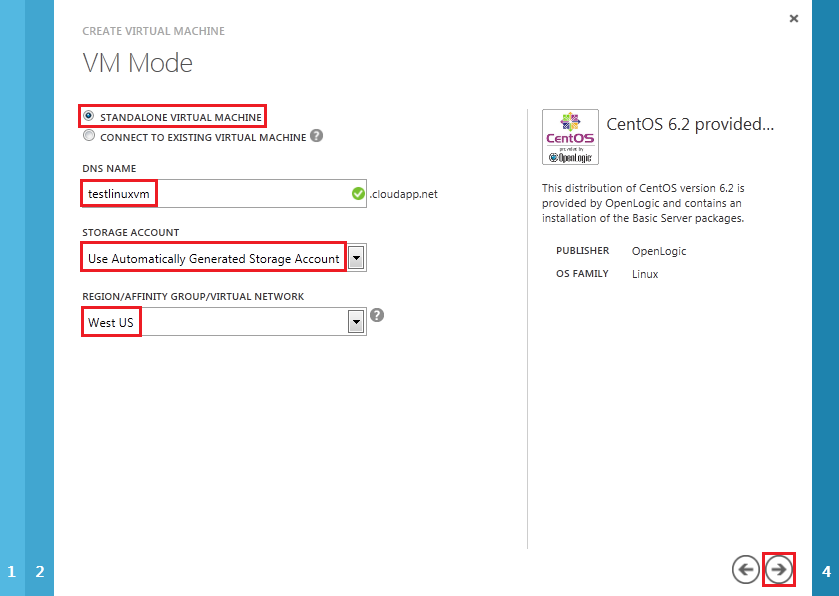 CREATE VIRTUAL MACHINE
VM Mode
STANDALONE VIRTUAL MACHINE
CONNECT TO EXISTING VIRTUAL MACHINE ?
DNS NAME
testlinuxvm .cloudapp.net
STORAGE ACCOUNT
Use Automatically Generated Storage Account
REGION/AFFINITY GROUP/VIRTUAL NETWORK
West US ?
CentOS
provided by
OpenLogic
CentOS 6.2 provided...
This distribution of CentOS version 6.2 is
provided by OpenLogic and contains an
installation of the Basic Server packages.
PUBLISHER OpenLogic
OS FAMILY Linux
1 2 4